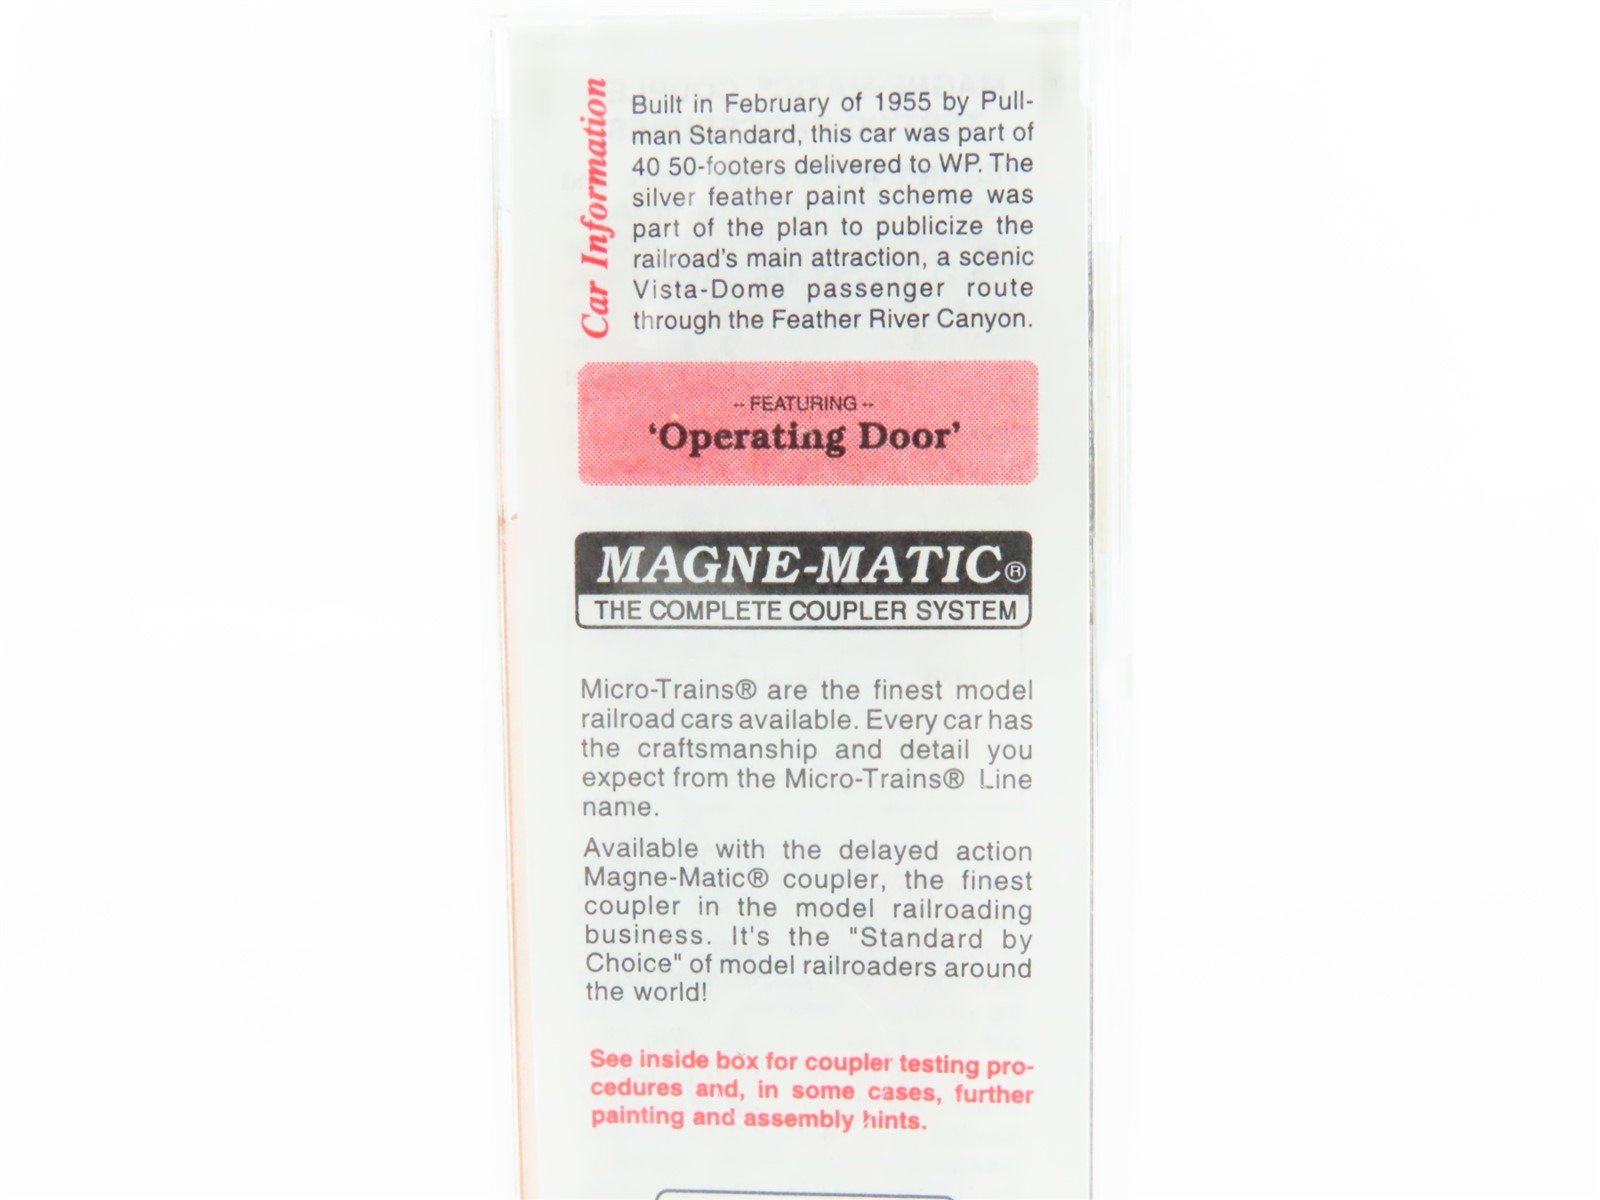 Car Information
Built in February of 1955 by Pull-
man Standard, this car was part of
40 50-footers delivered to WP. The
silver feather paint scheme was
part of the plan to publicize the
railroad's main attraction, a scenic
Vista-Dome passenger route
through the Feather River Canyon.
-- FEATURING --
'Operating Door'
MAGNE-MATIC®
THE COMPLETE COUPLER SYSTEM
Micro-Trains® are the finest model
railroad cars available. Every car has
the craftsmanship and detail you
expect from the Micro-Trains® Line
name.
Available with the delayed action
Magne-Matic® coupler, the finest
coupler in the model railroading
business. It's the "Standard by
Choice" of model railroaders around
the world!
See inside box for coupler testing pro-
cedures and, in some cases, further
painting and assembly hints.